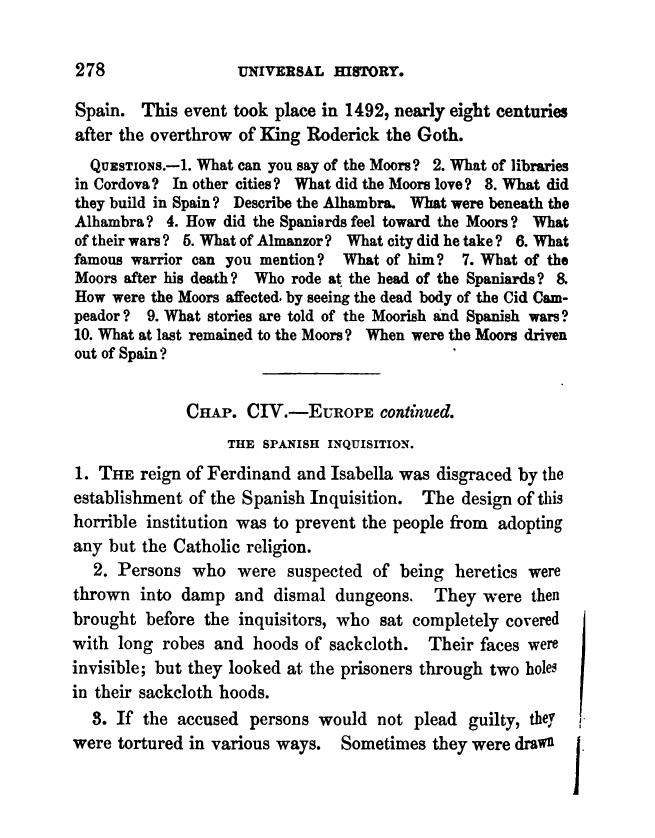 278 UNIVERSAL HISTORY.
Spain. This event took place in 1492, nearly eight centuries
after the overthrow of King Roderick the Goth.
QUESTIONS.—1. What can you say of the Moors? 2. What of libraries
in Cordova? In other cities? What did the Moors love? 3. What did
they build in Spain? Describe the Alhambra. What were beneath the
Alhambra? 4. How did the Spaniards feel toward the Moors? What
of their wars? 5. What of Almanzor? What city did he take? 6. What
famous warrior can you mention? What of him? 7. What of the
Moors after his death? Who rode at the head of the Spaniards? 8.
How were the Moors affected by seeing the dead body of the Cid Cam-
peador? 9. What stories are told of the Moorish and Spanish wars?
10. What at last remained to the Moors? When were the Moors driven
out of Spain?
CHAP. CIV.—EUROPE continued.
THE SPANISH INQUISITION.
1. THE reign of Ferdinand and Isabella was disgraced by the
establishment of the Spanish Inquisition. The design of this
horrible institution was to prevent the people from adopting
any but the Catholic religion.
2. Persons who were suspected of being heretics were
thrown into damp and dismal dungeons. They were then
brought before the inquisitors, who sat completely covered
with long robes and hoods of sackcloth. Their faces were
invisible; but they looked at the prisoners through two holes
in their sackcloth hoods.
3. If the accused persons would not plead guilty, they
were tortured in various ways. Sometimes they were drawn